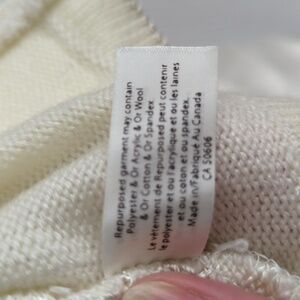 Repurposed garment may contain
Polyester & Or Acrylic & Or Wool
& Or Cotton & Or Spandex
Le vêtement de Repurposed peut contenir
le polyester et ou l'acrylique et ou les laines
et ou coton et ou spandex.
Made in/Fabriqué Au Canada
CA 50606